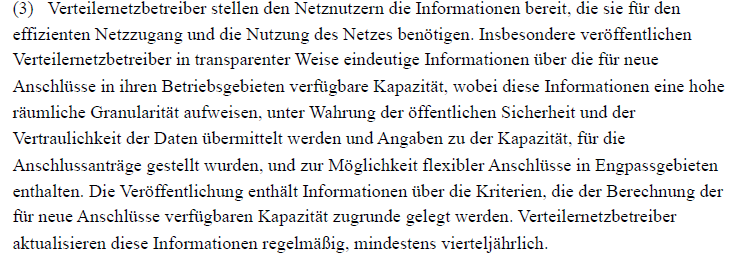 (3) Verteilernetzbetreiber stellen den Netznutzern die Informationen bereit, die sie für den
effizienten Netzzugang und die Nutzung des Netzes benötigen. Insbesondere veröffentlichen
Verteilernetzbetreiber in transparenter Weise eindeutige Informationen über die für neue
Anschlüsse in ihren Betriebsgebieten verfügbare Kapazität, wobei diese Informationen eine hohe
räumliche Granularität aufweisen, unter Wahrung der öffentlichen Sicherheit und der
Vertraulichkeit der Daten übermittelt werden und Angaben zu der Kapazität, für die
Anschlussanträge gestellt wurden, und zur Möglichkeit flexibler Anschlüsse in Engpassgebieten
enthalten. Die Veröffentlichung enthält Informationen über die Kriterien, die der Berechnung der
für neue Anschlüsse verfügbaren Kapazität zugrunde gelegt werden. Verteilernetzbetreiber
aktualisieren diese Informationen regelmäßig, mindestens vierteljährlich.